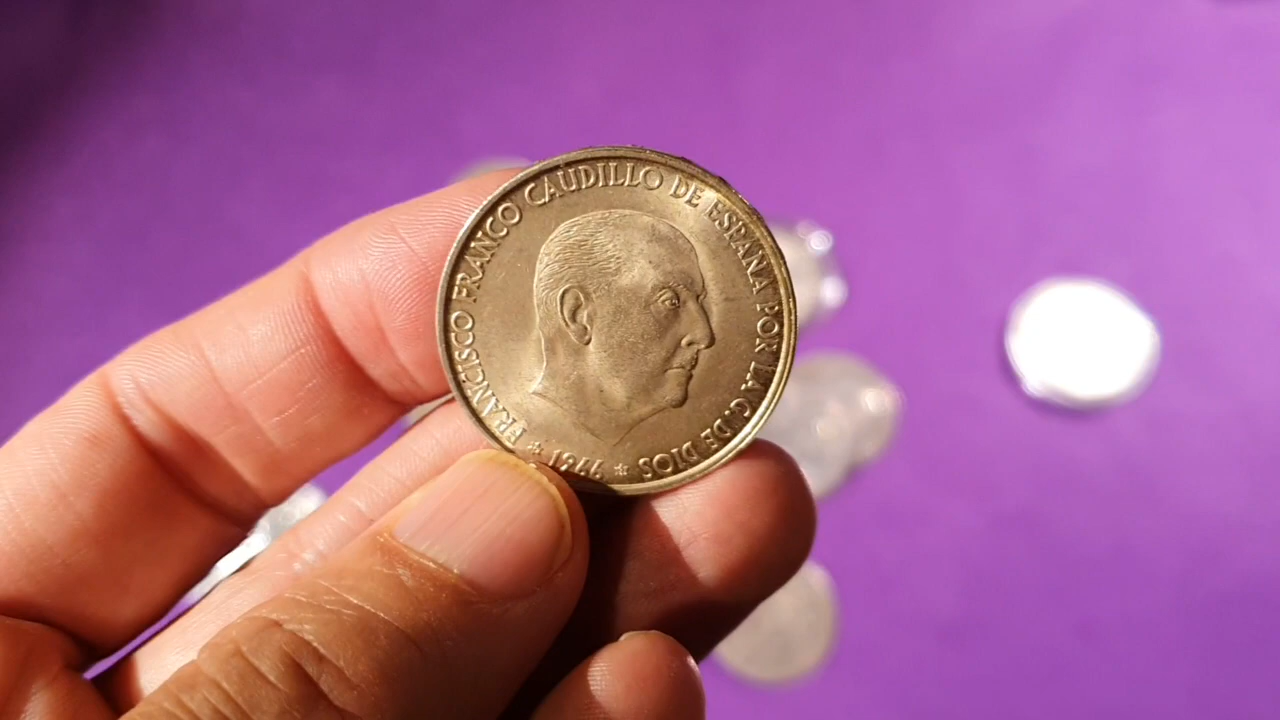 FRANCISCO FRANCO CAUDILLO DE ESPAÑA POR LA G. DE DIOS
* 1966 *